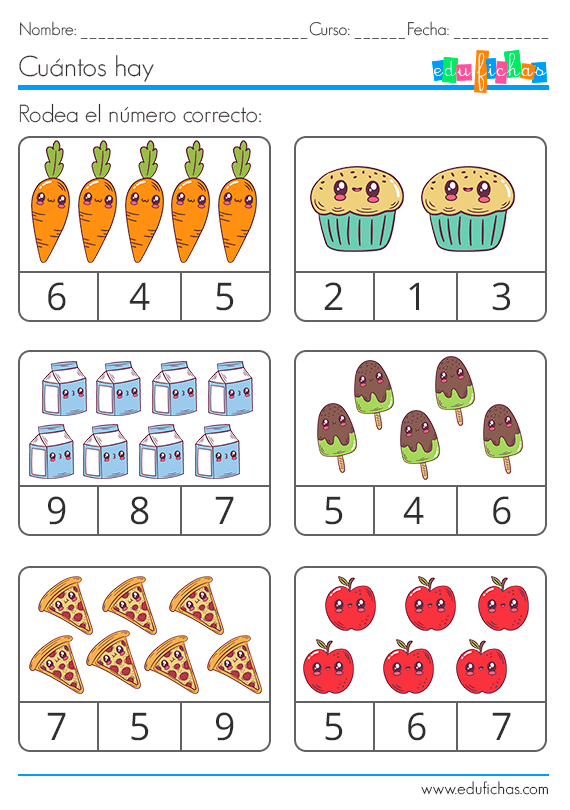 Nombre: ___________________________Curso: ______Fecha: ___________
Cuántos hay
edufichas
Rodea el número correcto:
6 4 5
2 1 3
9 8 7
5 4 6
7 5 9
5 6 7
www.edufichas.com